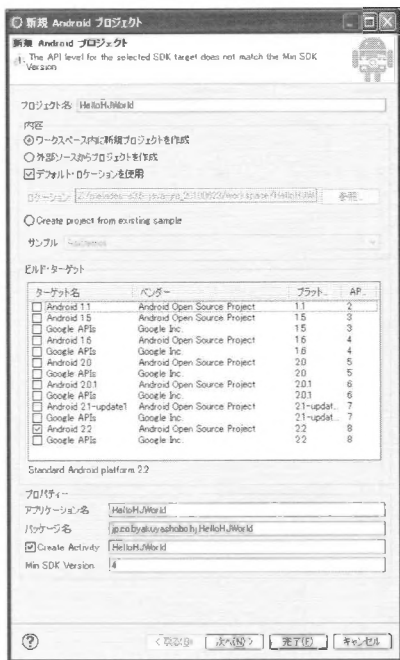 新規 Android プロジェクト
新規 Android プロジェクト
The API level for the selected SDK target does not match the Min SDK
Version
プロジェクト名: HelloHJWorld
内容
ワークスペース内に新規プロジェクトを作成
外部ソースからプロジェクトを作成
デフォルト・ロケーションを使用
ロケーション:
参照...
Create project from existing sample
サンプル:
ビルド・ターゲット
ターゲット名 ベンダー プラット... AP...
Android 1.1 Android Open Source Project 1.1 2
Android 1.5 Android Open Source Project 1.5 3
Google APIs Google Inc. 1.5 3
Android 1.6 Android Open Source Project 1.6 4
Google APIs Google Inc. 1.6 4
Android 2.0 Android Open Source Project 2.0 5
Google APIs Google Inc. 2.0 5
Android 2.0.1 Android Open Source Project 2.0.1 6
Google APIs Google Inc. 2.0.1 6
Android 2.1-update1 Android Open Source Project 2.1-updat... 7
Google APIs Google Inc. 2.1-updat... 7
Android 2.2 Android Open Source Project 2.2 8
Google APIs Google Inc. 2.2 8
Standard Android platform 2.2
プロパティー
アプリケーション名: HelloHJWorld
パッケージ名: jp.co.byakuyashobo.hj.HelloHJWorld
Create Activity: HelloHJWorld
Min SDK Version: 4
? < 戻る(B) 次へ(N) > 完了(F) キャンセル